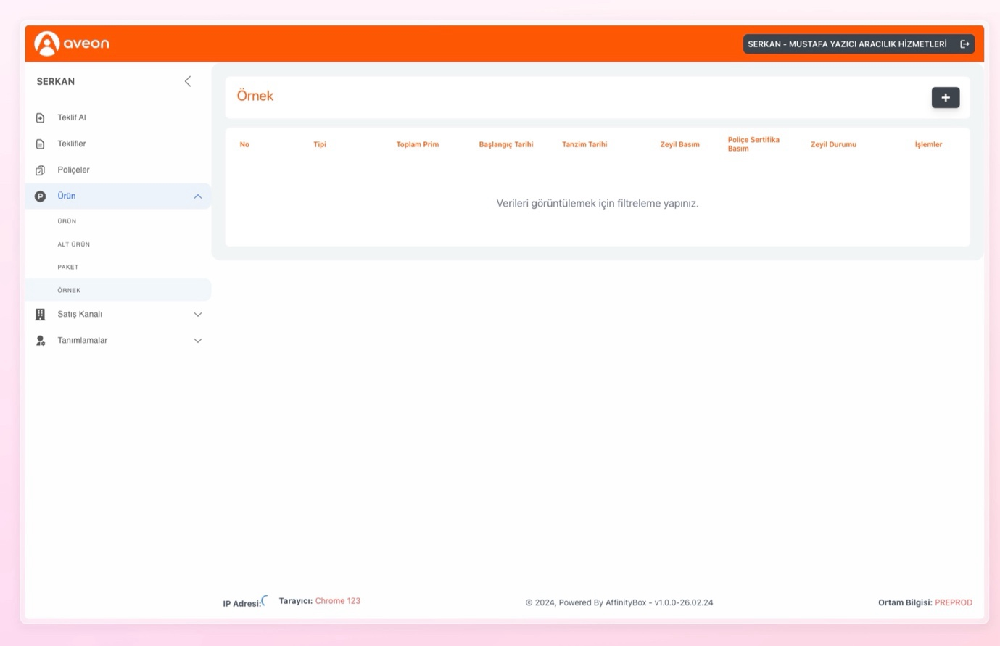 aveon
SERKAN - MUSTAFA YAZICI ARACILIK HİZMETLERİ
SERKAN
Teklif Al
Teklifler
Poliçeler
Ürün
ÜRÜN
ALT ÜRÜN
PAKET
ÖRNEK
Satış Kanalı
Tanımlamalar
Örnek
+
No
Tipi
Toplam Prim
Başlangıç Tarihi
Tanzim Tarihi
Zeyil Basım
Poliçe Sertifika
Basım
Zeyil Durumu
İşlemler
Verileri görüntülemek için filtreleme yapınız.
IP Adresi:
Tarayıcı: Chrome 123
© 2024, Powered By AffinityBox - v1.0.0-26.02.24
Ortam Bilgisi: PREPROD